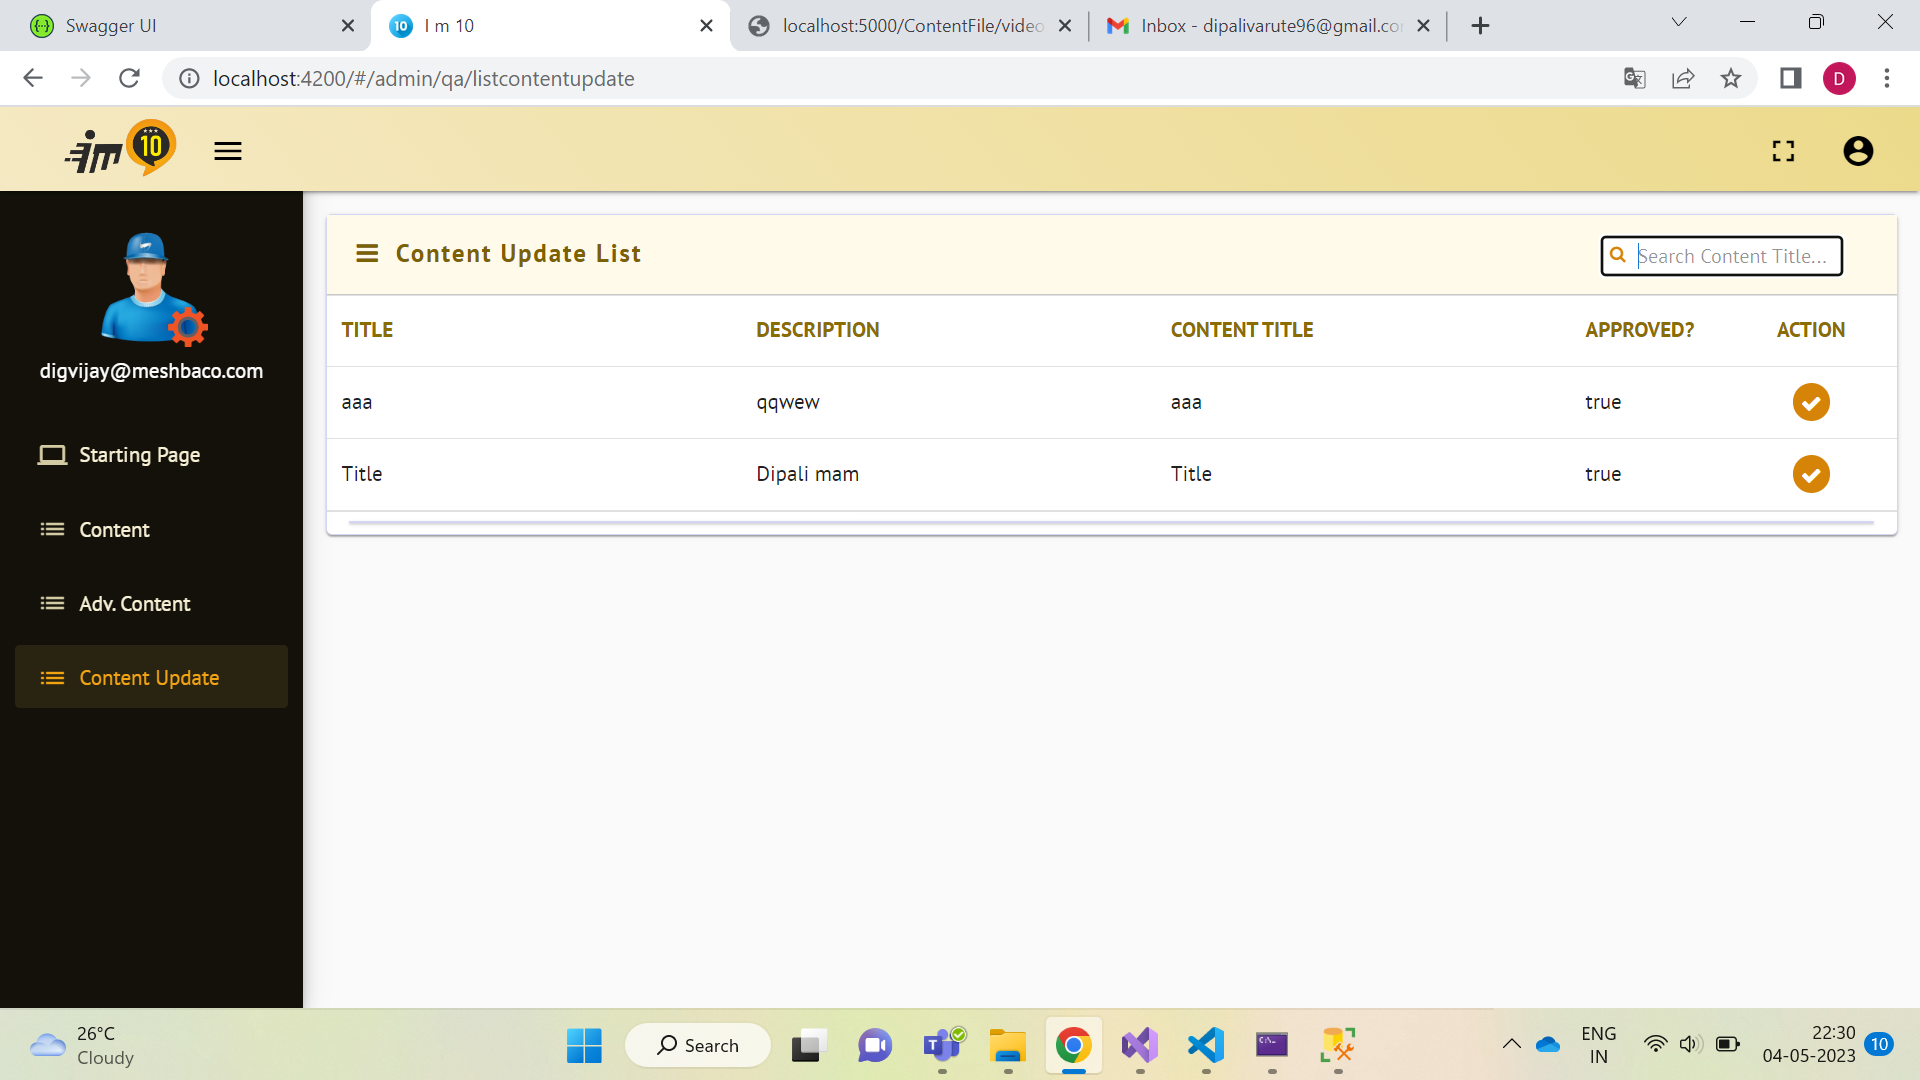 Swagger UI
I m 10
localhost:5000/ContentFile/video
Inbox - dipalivarute96@gmail.co
localhost:4200/#/admin/qa/listcontentupdate
D
im 10
digvijay@meshbaco.com
Starting Page
Content
Adv. Content
Content Update
Content Update List
Search Content Title...
TITLE DESCRIPTION CONTENT TITLE APPROVED? ACTION
aaa qqwew aaa true
Title Dipali mam Title true
26°C
Cloudy
Search
ENG
IN
22:30
04-05-2023
10